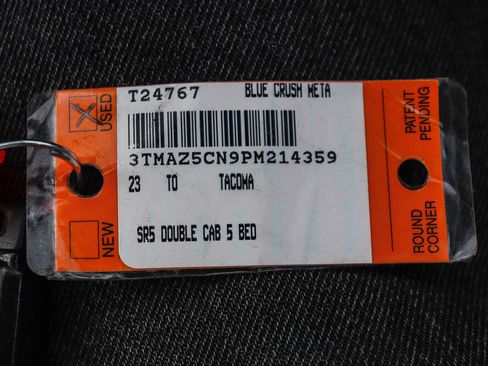 T24767 BLUE CRUSH META
3TMAZ5CN9PM214359
23 TO TACOMA
SR5 DOUBLE CAB 5 BED
USED
NEW
PATENT
PENDING
ROUND
CORNER